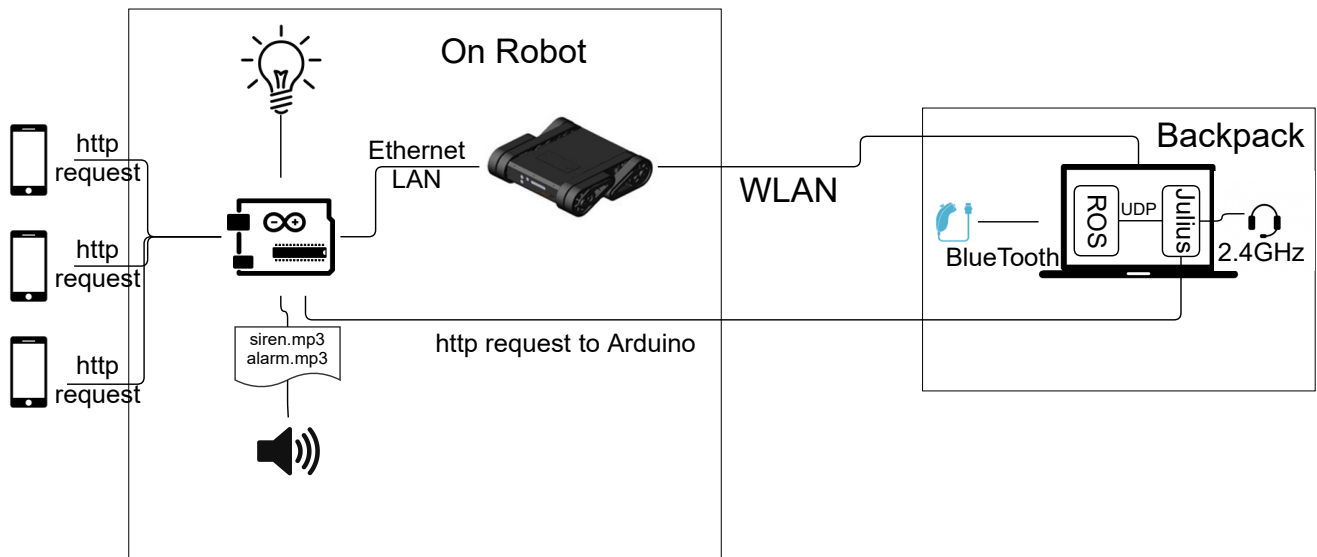 On Robot
http
request
http
request
http
request
Ethernet
LAN
siren.mp3
alarm.mp3
http request to Arduino
WLAN
Backpack
BlueTooth
ROS
UDP
Julius
2.4GHz